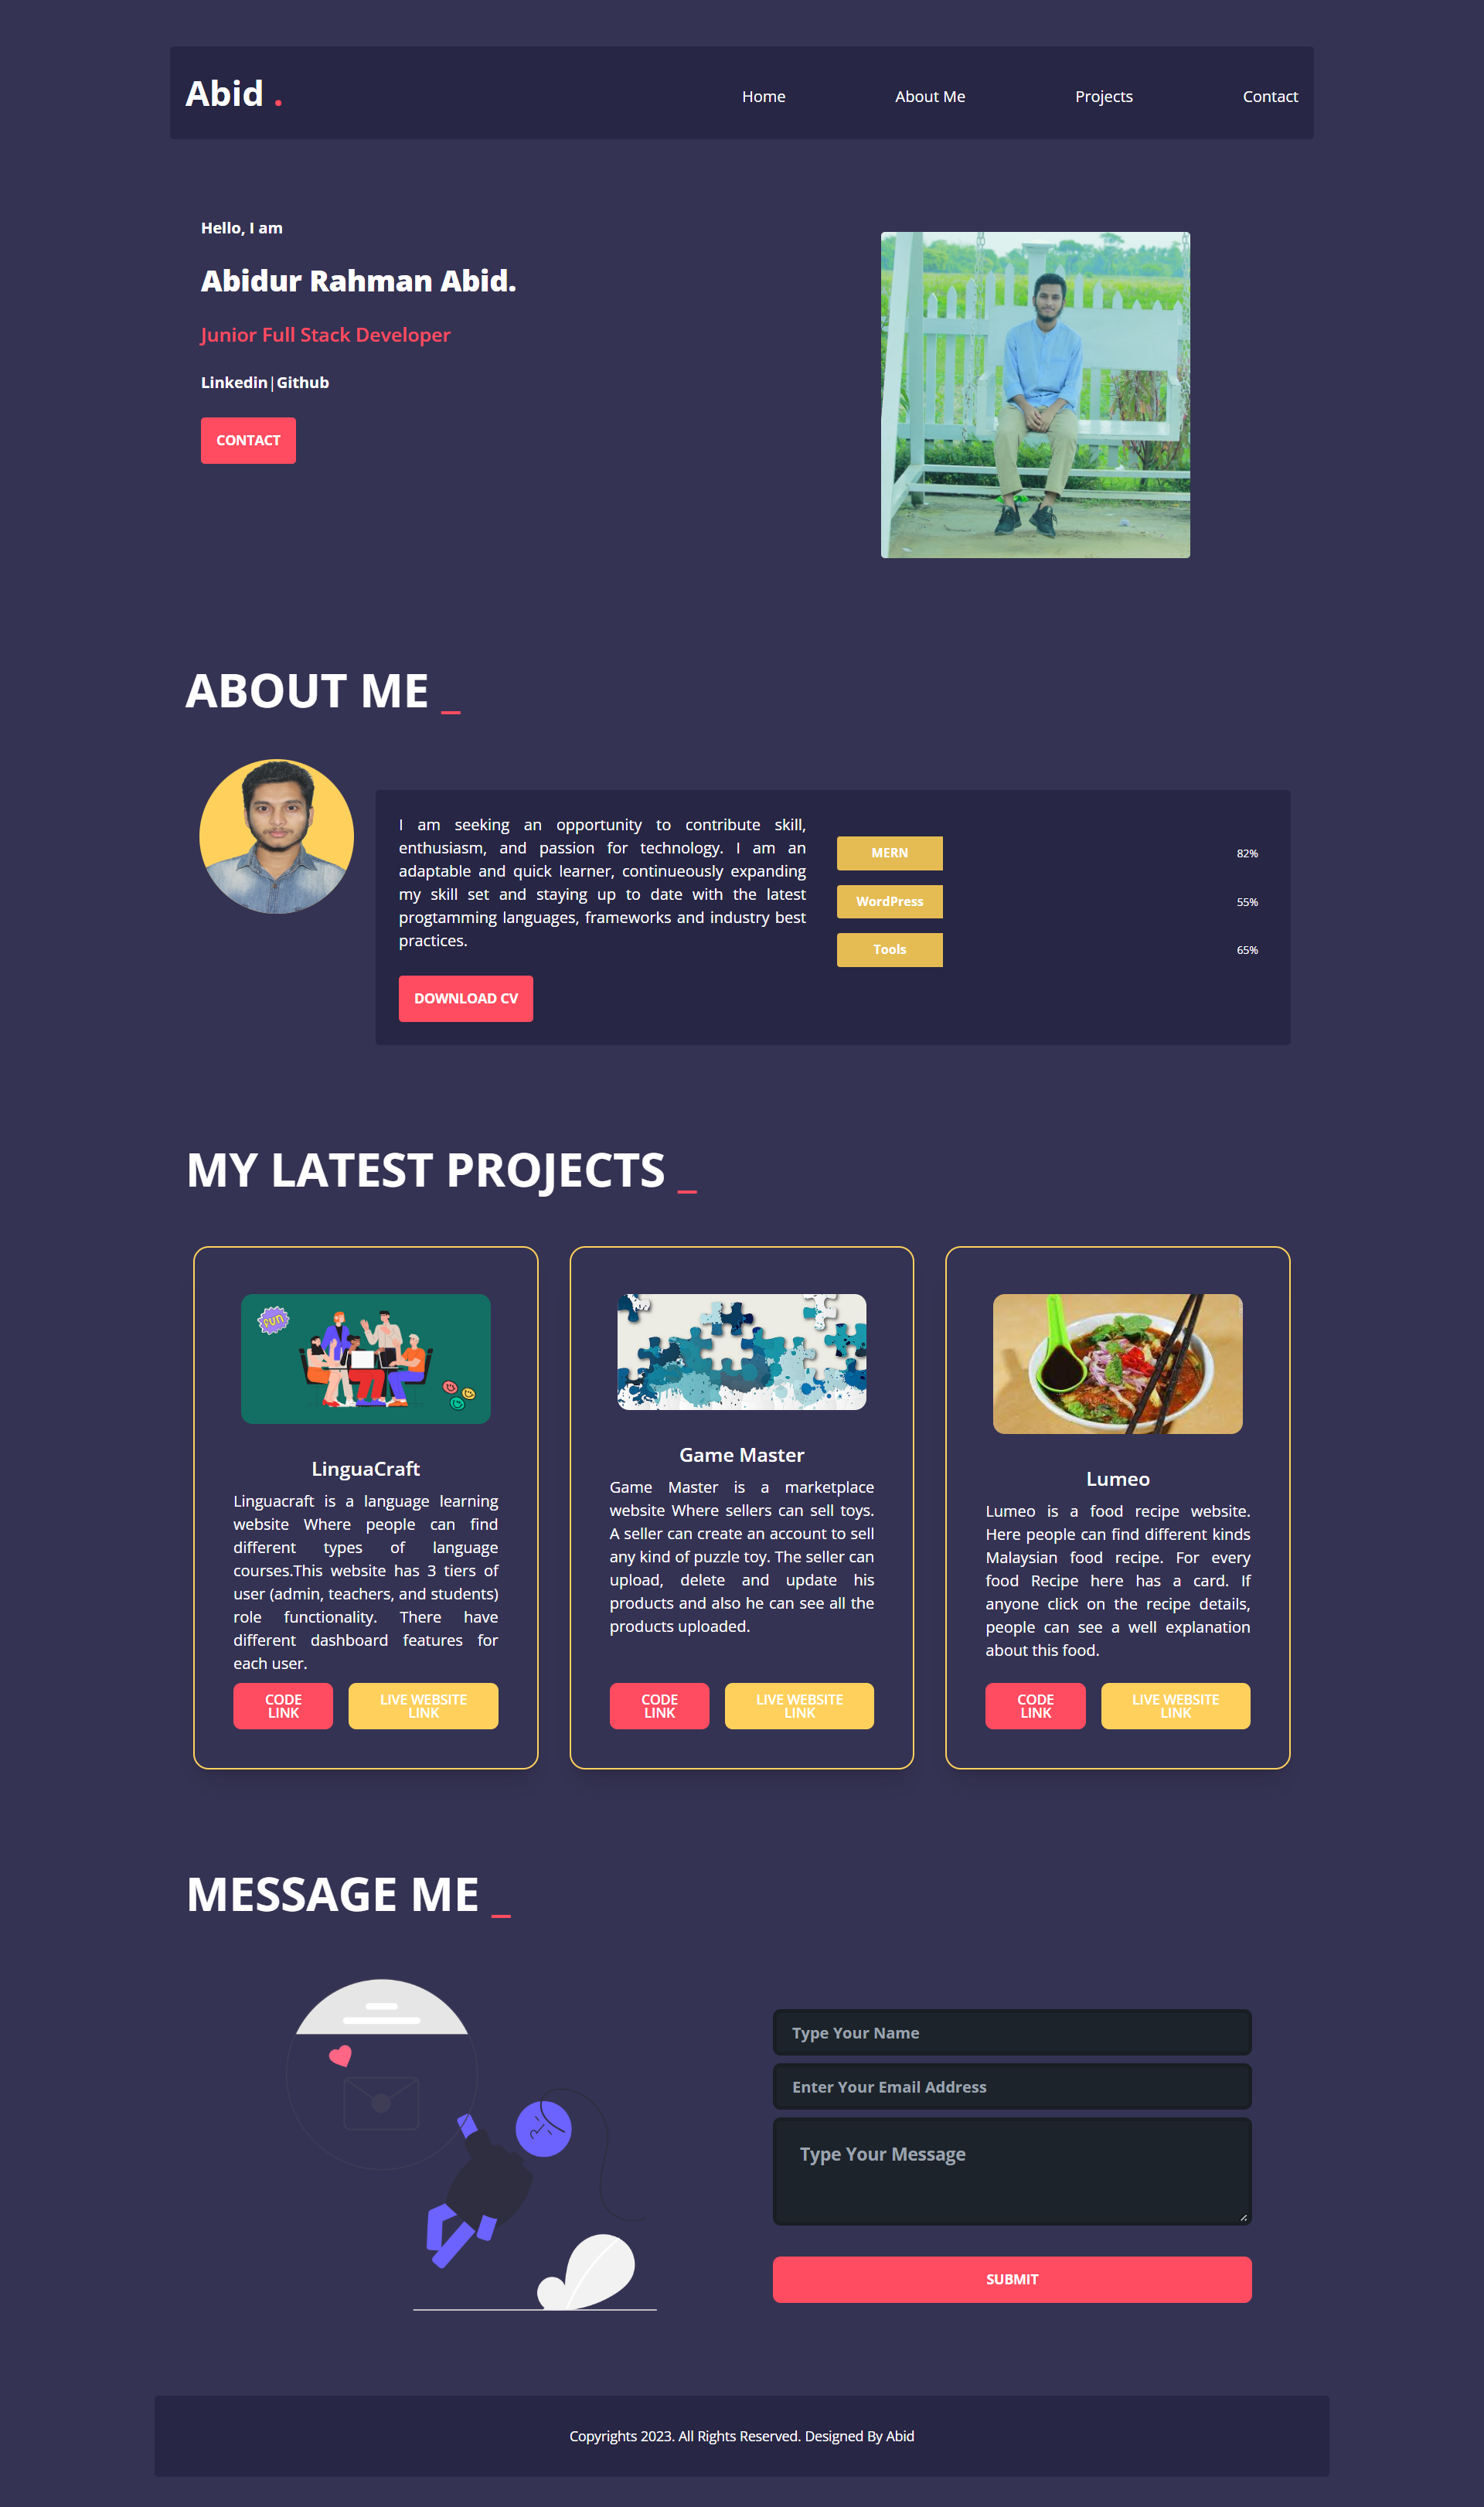 Abid .
Home
About Me
Projects
Contact
Hello, I am
Abidur Rahman Abid.
Junior Full Stack Developer
Linkedin|Github
CONTACT
ABOUT ME _
I am seeking an opportunity to contribute skill,
enthusiasm, and passion for technology. I am an
adaptable and quick learner, continueously expanding
my skill set and staying up to date with the latest
progtamming languages, frameworks and industry best
practices.
DOWNLOAD CV
MERN 82%
WordPress 55%
Tools 65%
MY LATEST PROJECTS _
fun
LinguaCraft
Linguacraft is a language learning
website Where people can find
different types of language
courses.This website has 3 tiers of
user (admin, teachers, and students)
role functionality. There have
different dashboard features for
each user.
CODE
LINK
LIVE WEBSITE
LINK
Game Master
Game Master is a marketplace
website Where sellers can sell toys.
A seller can create an account to sell
any kind of puzzle toy. The seller can
upload, delete and update his
products and also he can see all the
products uploaded.
CODE
LINK
LIVE WEBSITE
LINK
Lumeo
Lumeo is a food recipe website.
Here people can find different kinds
Malaysian food recipe. For every
food Recipe here has a card. If
anyone click on the recipe details,
people can see a well explanation
about this food.
CODE
LINK
LIVE WEBSITE
LINK
MESSAGE ME _
Type Your Name
Enter Your Email Address
Type Your Message
SUBMIT
Copyrights 2023. All Rights Reserved. Designed By Abid